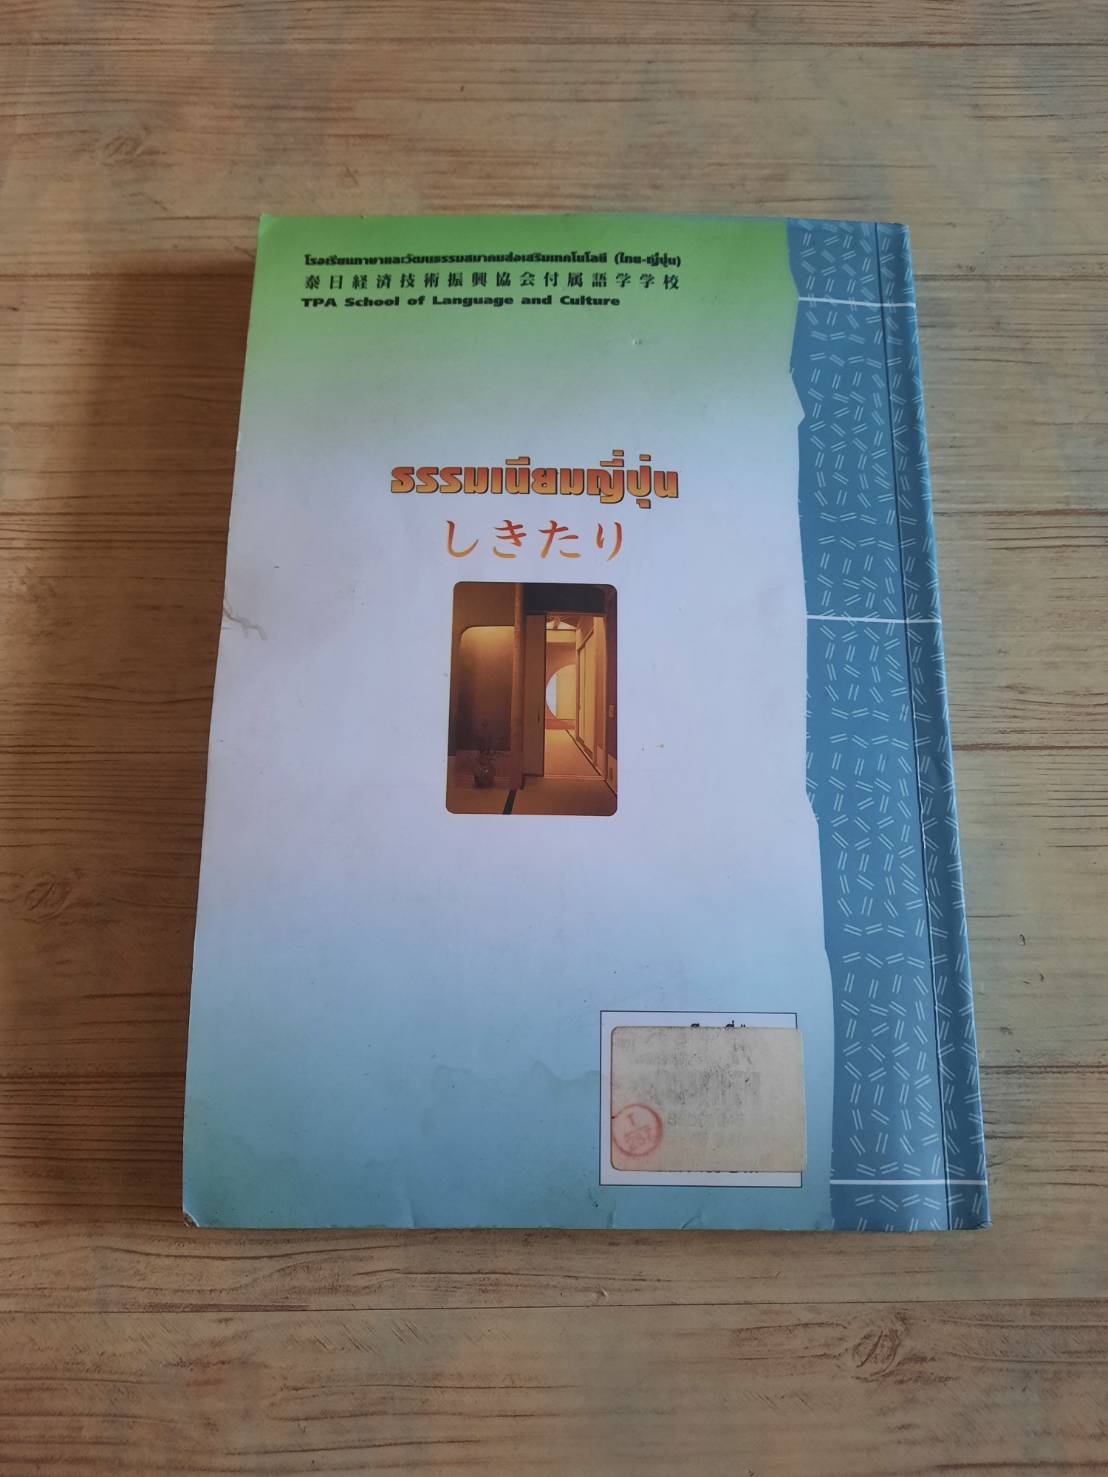 โรงเรียนภาษาและวัฒนธรรมสมาคมส่งเสริมเทคโนโลยี (ไทย-ญี่ปุ่น)
泰日経済技術振興協会付属語学学校
TPA School of Language and Culture
ธรรมเนียมญี่ปุ่น
しきたり